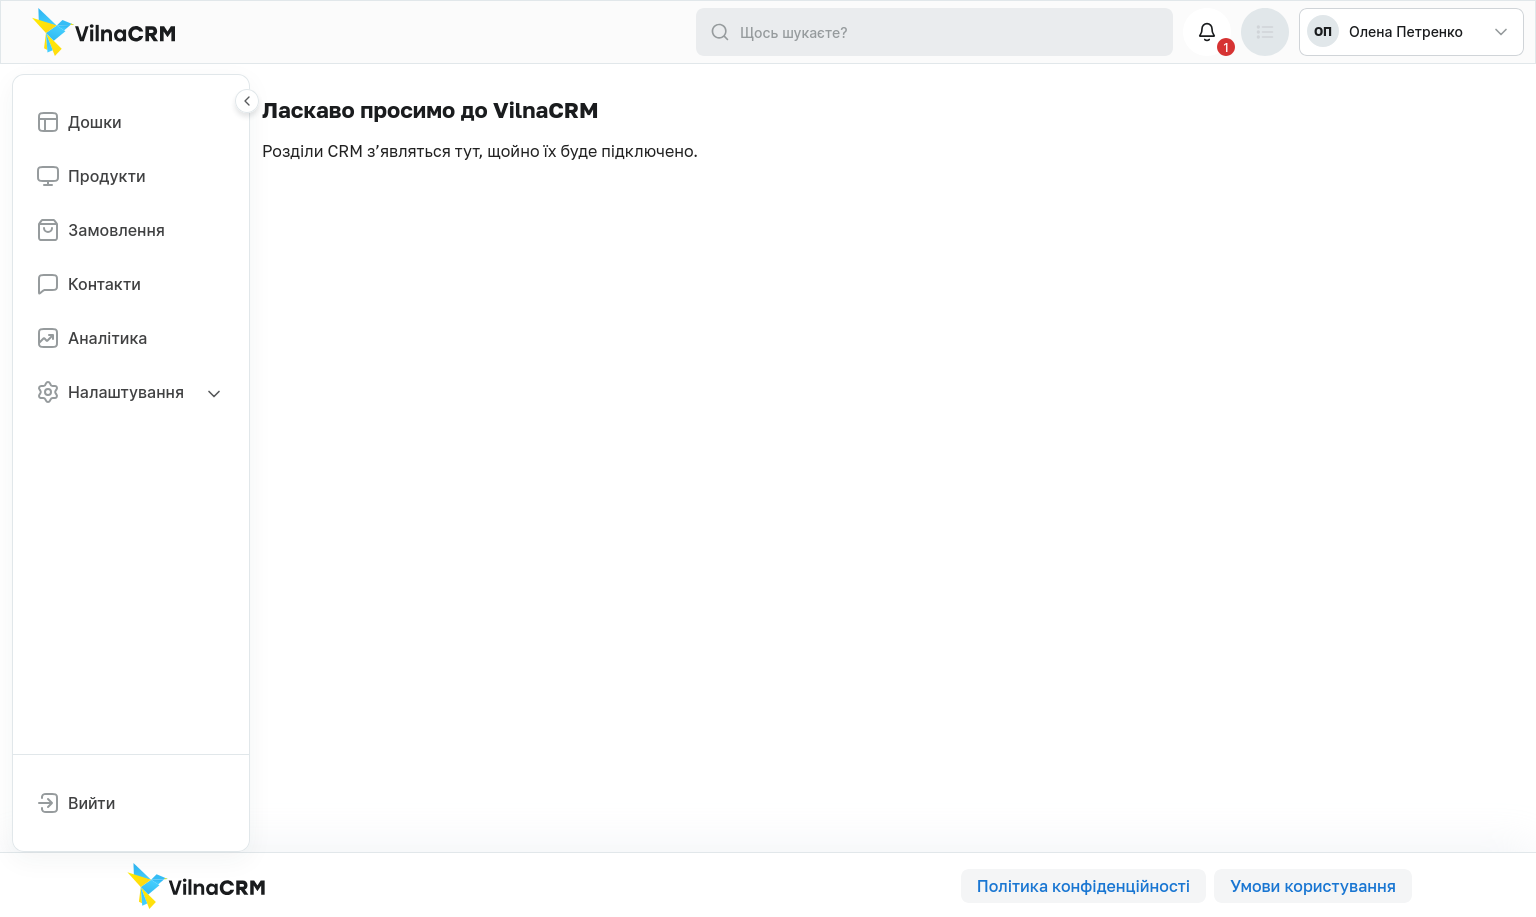 VilnaCRM
Щось шукаєте?
1
ОП
Олена Петренко
Дошки
Продукти
Замовлення
Контакти
Аналітика
Налаштування
Вийти
Ласкаво просимо до VilnaCRM
Розділи CRM з’являться тут, щойно їх буде підключено.
VilnaCRM
Політика конфіденційності
Умови користування